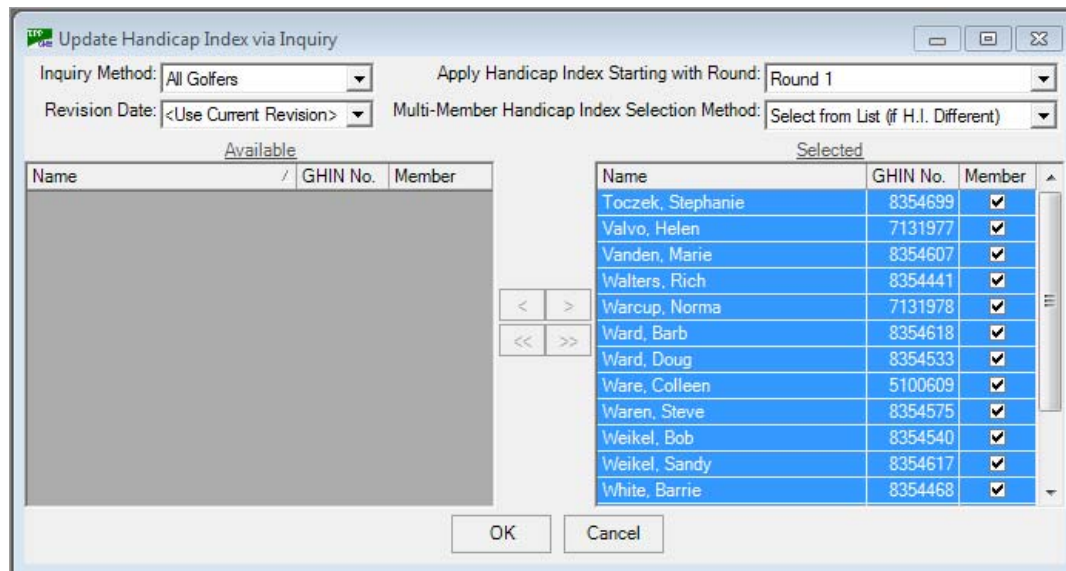 Update Handicap Index via Inquiry
Inquiry Method: All Golfers Apply Handicap Index Starting with Round: Round 1
Revision Date: <Use Current Revision> Multi-Member Handicap Index Selection Method: Select from List (if H.I. Different)
Available Selected
Name / GHIN No. Member Name GHIN No. Member
Toczek, Stephanie 8354699
Valvo, Helen 7131977
Vanden, Marie 8354607
Walters, Rich 8354441
< > Warcup, Norma 7131978
<< >> Ward, Barb 8354618
Ward, Doug 8354533
Ware, Colleen 5100609
Waren, Steve 8354575
Weikel, Bob 8354540
Weikel, Sandy 8354617
White, Barrie 8354468
OK Cancel